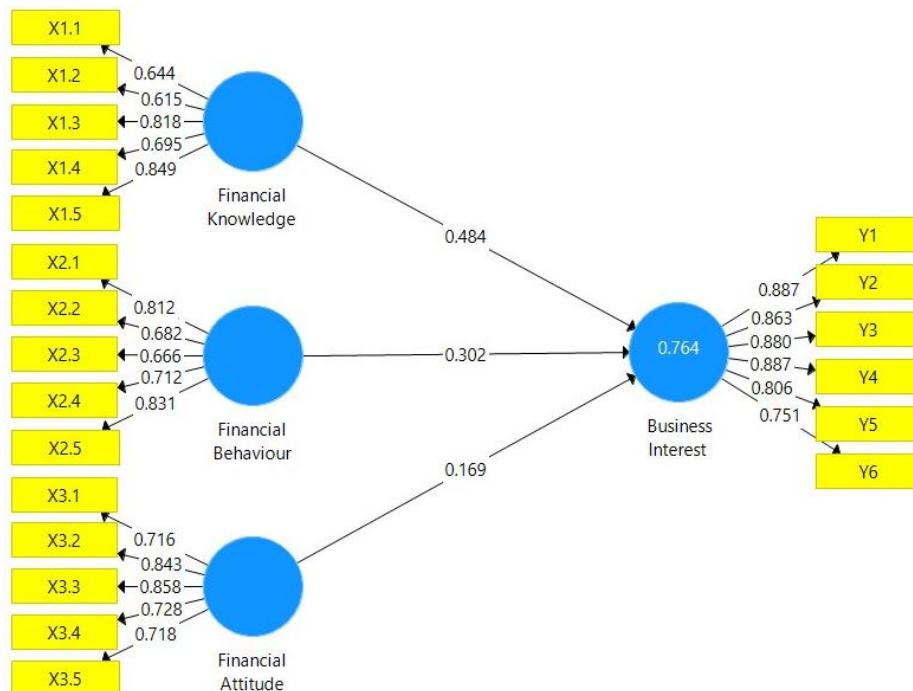 X1.1
0.644
X1.2
0.615
X1.3
0.818
X1.4
0.695
X1.5
0.849
Financial
Knowledge
0.484
X2.1
0.812
X2.2
0.682
X2.3
0.666
X2.4
0.712
X2.5
0.831
Financial
Behaviour
0.302
X3.1
0.716
X3.2
0.843
X3.3
0.858
X3.4
0.728
X3.5
0.718
Financial
Attitude
0.169
0.764
Business
Interest
Y1
0.887
Y2
0.863
Y3
0.880
Y4
0.887
Y5
0.806
Y6
0.751